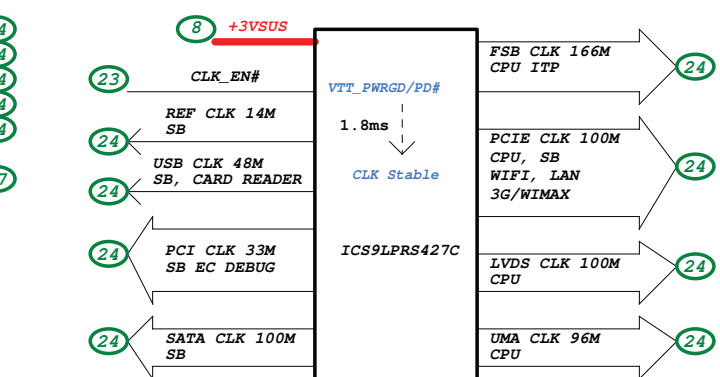 8 +3VSUS
23 CLK_EN#
24 REF CLK 14M
SB
24 USB CLK 48M
SB, CARD READER
24 PCI CLK 33M
SB EC DEBUG
24 SATA CLK 100M
SB
VTT_PWRGD/PD#
1.8ms
CLK Stable
ICS9LPRS427C
FSB CLK 166M
CPU ITP
24
PCIE CLK 100M
CPU, SB
WIFI, LAN
3G/WIMAX
24
LVDS CLK 100M
CPU
24
UMA CLK 96M
CPU
24